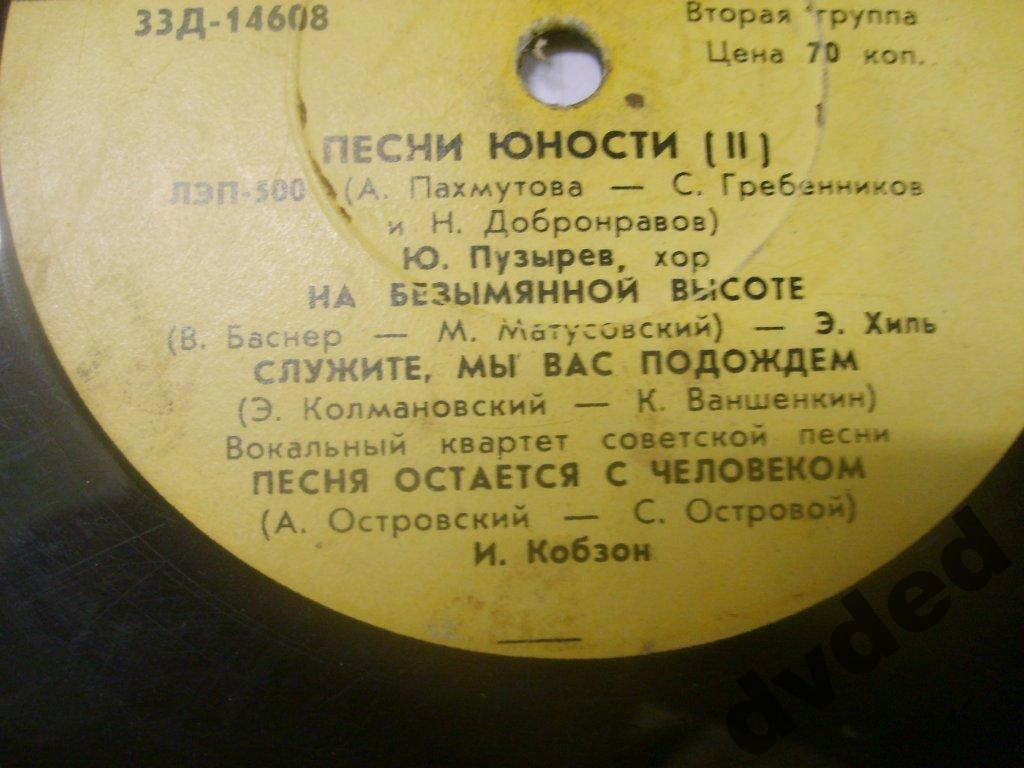 33Д-14608
Вторая группа
Цена 70 коп.
ПЕСНИ ЮНОСТИ (II)
ЛЭП-500 (А. Пахмутова — С. Гребенников
и Н. Добронравов)
Ю. Пузырев, хор
НА БЕЗЫМЯННОЙ ВЫСОТЕ
(В. Баснер — М. Матусовский) — Э. Хиль
СЛУЖИТЕ, МЫ ВАС ПОДОЖДЕМ
(Э. Колмановский — К. Ваншенкин)
Вокальный квартет советской песни
ПЕСНЯ ОСТАЕТСЯ С ЧЕЛОВЕКОМ
(А. Островский — С. Островой)
И. Кобзон
dvded